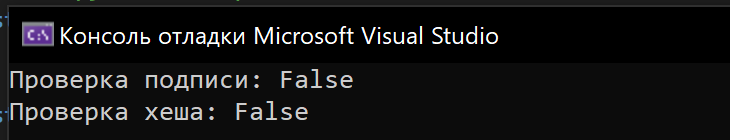 Консоль отладки Microsoft Visual Studio
Проверка подписи: False
Проверка хеша: False